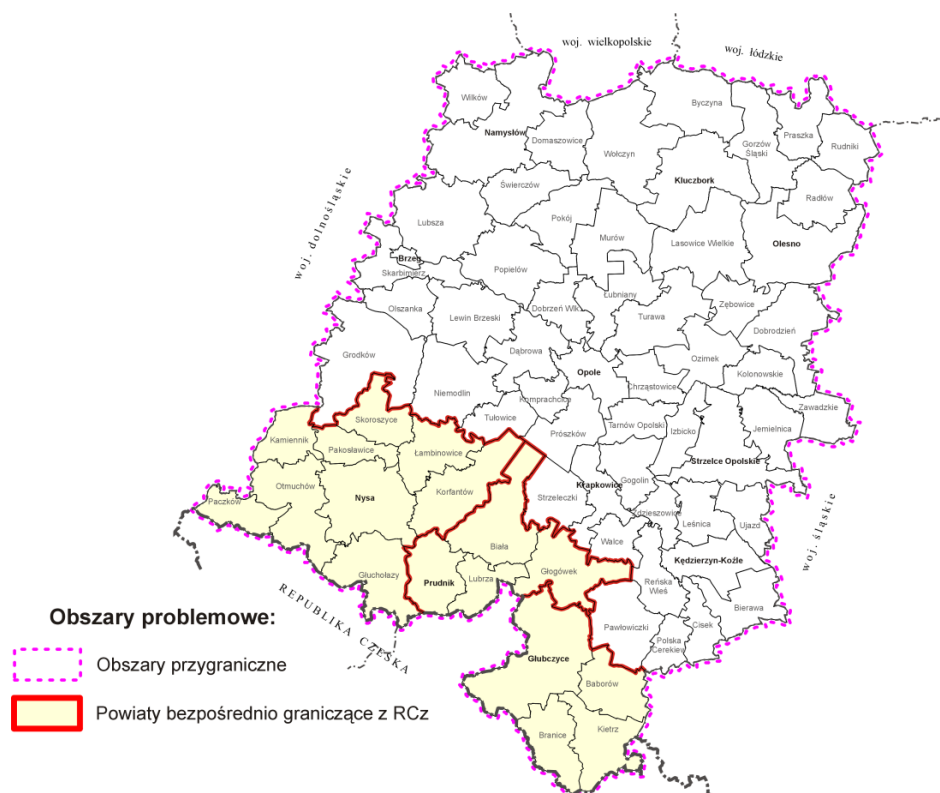 woj. wielkopolskie
woj. łódzkie
Wilków
Byczyna
Namysłów
Domaszowice
Praszka
Gorzów
Śląski
Rudniki
Wołczyn
Kluczbork
Świerczów
Radłów
woj. dolnośląskie
Lubsza
Pokój
Murów
Lasowice Wielkie
Olesno
Brzeg
Skarbimierz
Popielów
Olszanka
Lewin Brzeski
Dobrzeń Wlk.
Łubniany
Turawa
Zębowice
Dobrodzień
Grodków
Dąbrowa
Opole
Ozimek
Kolonowskie
Niemodlin
Chrząstowice
Komprachcice
Zawadzkie
Skoroszyce
Tułowice
Prószków
Tarnów Opolski
Izbicko
Jemielnica
Kamiennik
Pakosławice
Łambinowice
Strzelce Opolskie
Otmuchów
Nysa
Korfantów
Krapkowice
Gogolin
Strzeleczki
Paczków
Zdzieszowice
Leśnica
Ujazd
woj. śląskie
Biała
Walce
Kędzierzyn-Koźle
Głuchołazy
Prudnik
Lubrza
Głogówek
Reńska
Wieś
Bierawa
REPUBLIKA CZESKA
Pawłowiczki
Cisek
Polska
Cerekiew
Głubczyce
Baborów
Branice
Kietrz
Obszary problemowe:
Obszary przygraniczne
Powiaty bezpośrednio graniczące z RCz